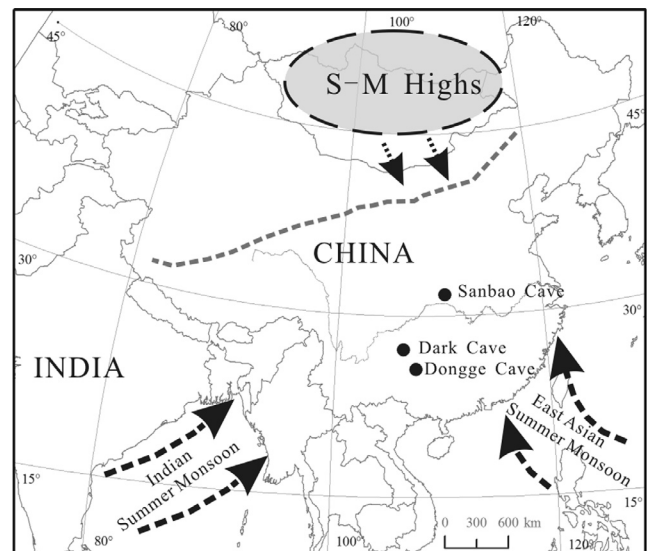 80°
100°
120°
45°
S-M Highs
45°
30°
CHINA
Sanbao Cave
30°
Dark Cave
INDIA
Dongge Cave
East Asian
Summer Monsoon
Indian
Summer Monsoon
15°
15°
0 300 600 km
80°
100°
120°